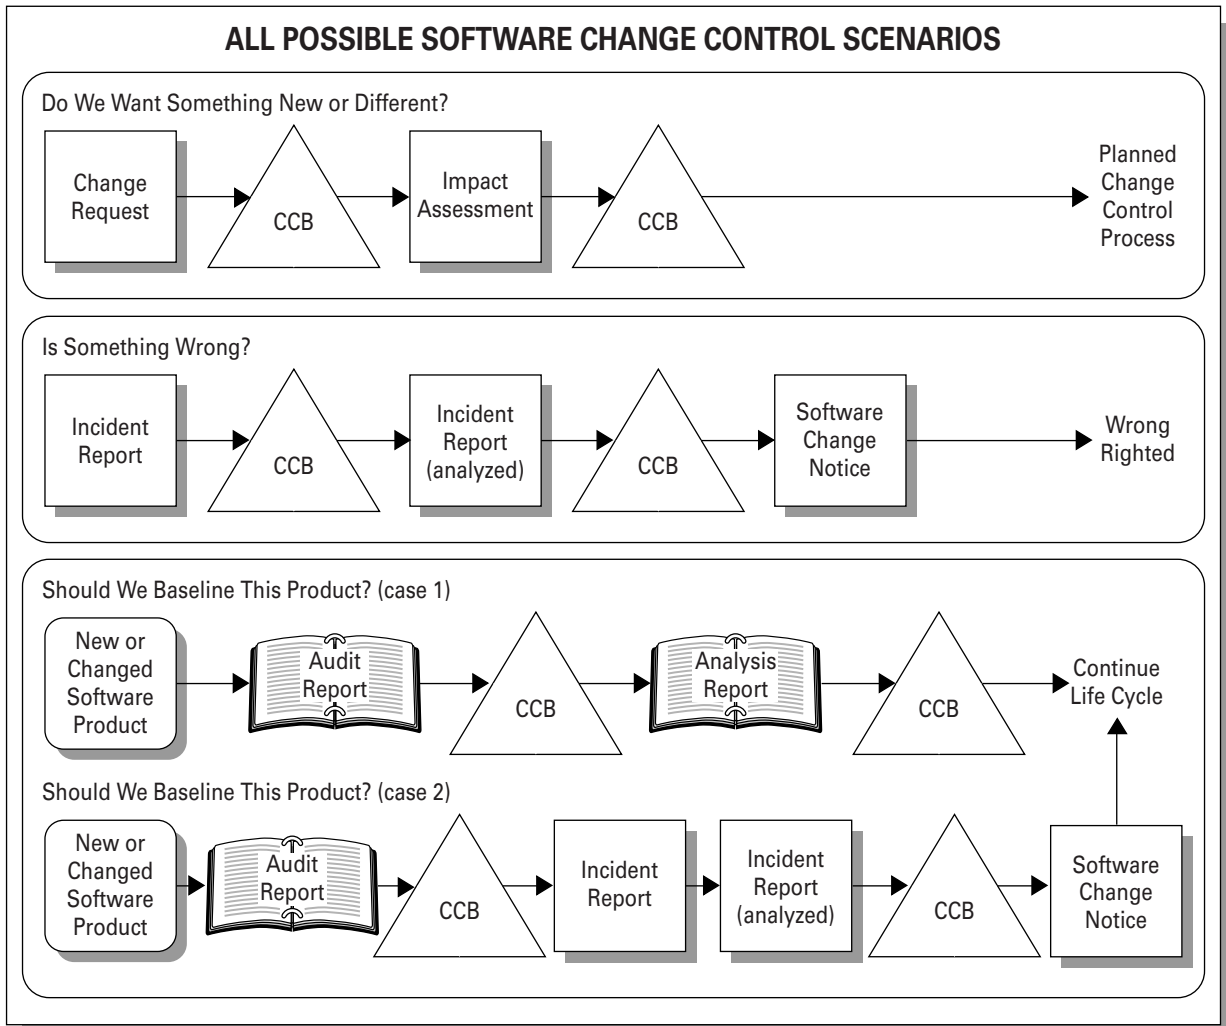 ALL POSSIBLE SOFTWARE CHANGE CONTROL SCENARIOS
Do We Want Something New or Different?
Change
Request
CCB
Impact
Assessment
CCB
Planned
Change
Control
Process
Is Something Wrong?
Incident
Report
CCB
Incident
Report
(analyzed)
CCB
Software
Change
Notice
Wrong
Righted
Should We Baseline This Product? (case 1)
New or
Changed
Software
Product
Audit
Report
CCB
Analysis
Report
CCB
Continue
Life Cycle
Should We Baseline This Product? (case 2)
New or
Changed
Software
Product
Audit
Report
CCB
Incident
Report
Incident
Report
(analyzed)
CCB
Software
Change
Notice